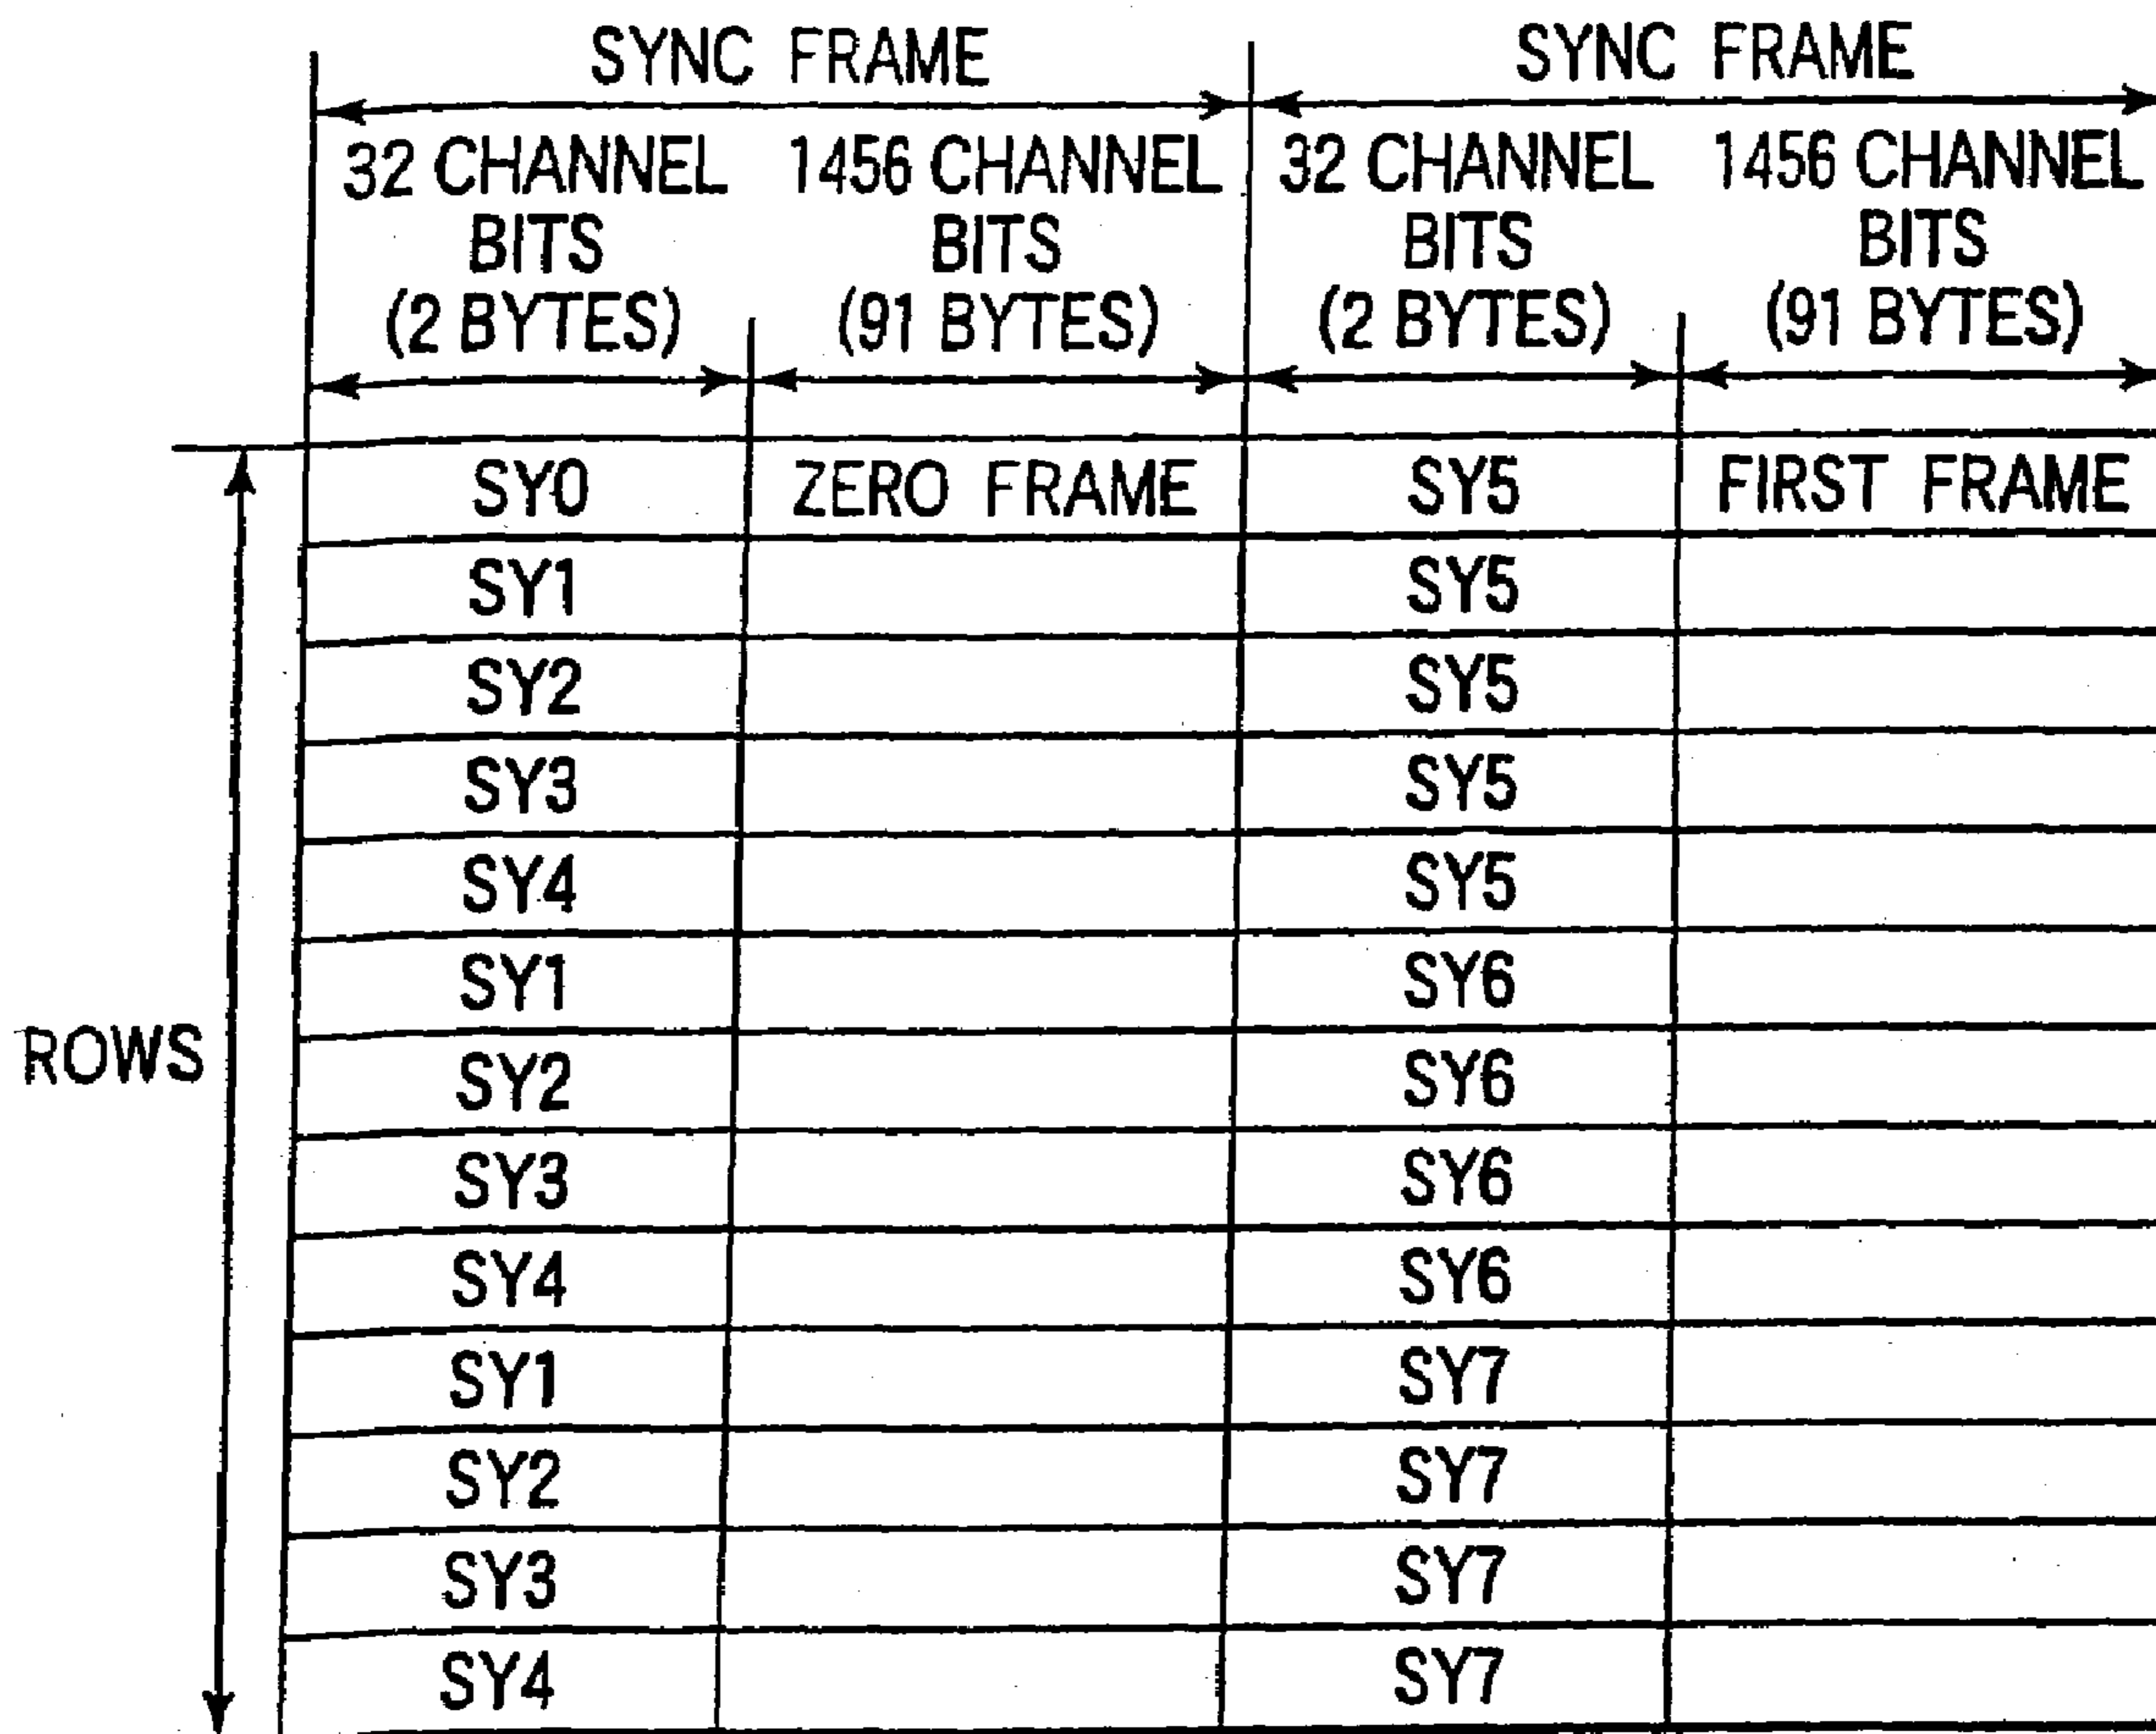 SYNC FRAME SYNC FRAME
32 CHANNEL BITS (2 BYTES) 1456 CHANNEL BITS (91 BYTES) 32 CHANNEL BITS (2 BYTES) 1456 CHANNEL BITS (91 BYTES)
SY0 ZERO FRAME SY5 FIRST FRAME
SY1 SY5
SY2 SY5
SY3 SY5
SY4 SY5
SY1 SY6
ROWS
SY2 SY6
SY3 SY6
SY4 SY6
SY1 SY7
SY2 SY7
SY3 SY7
SY4 SY7